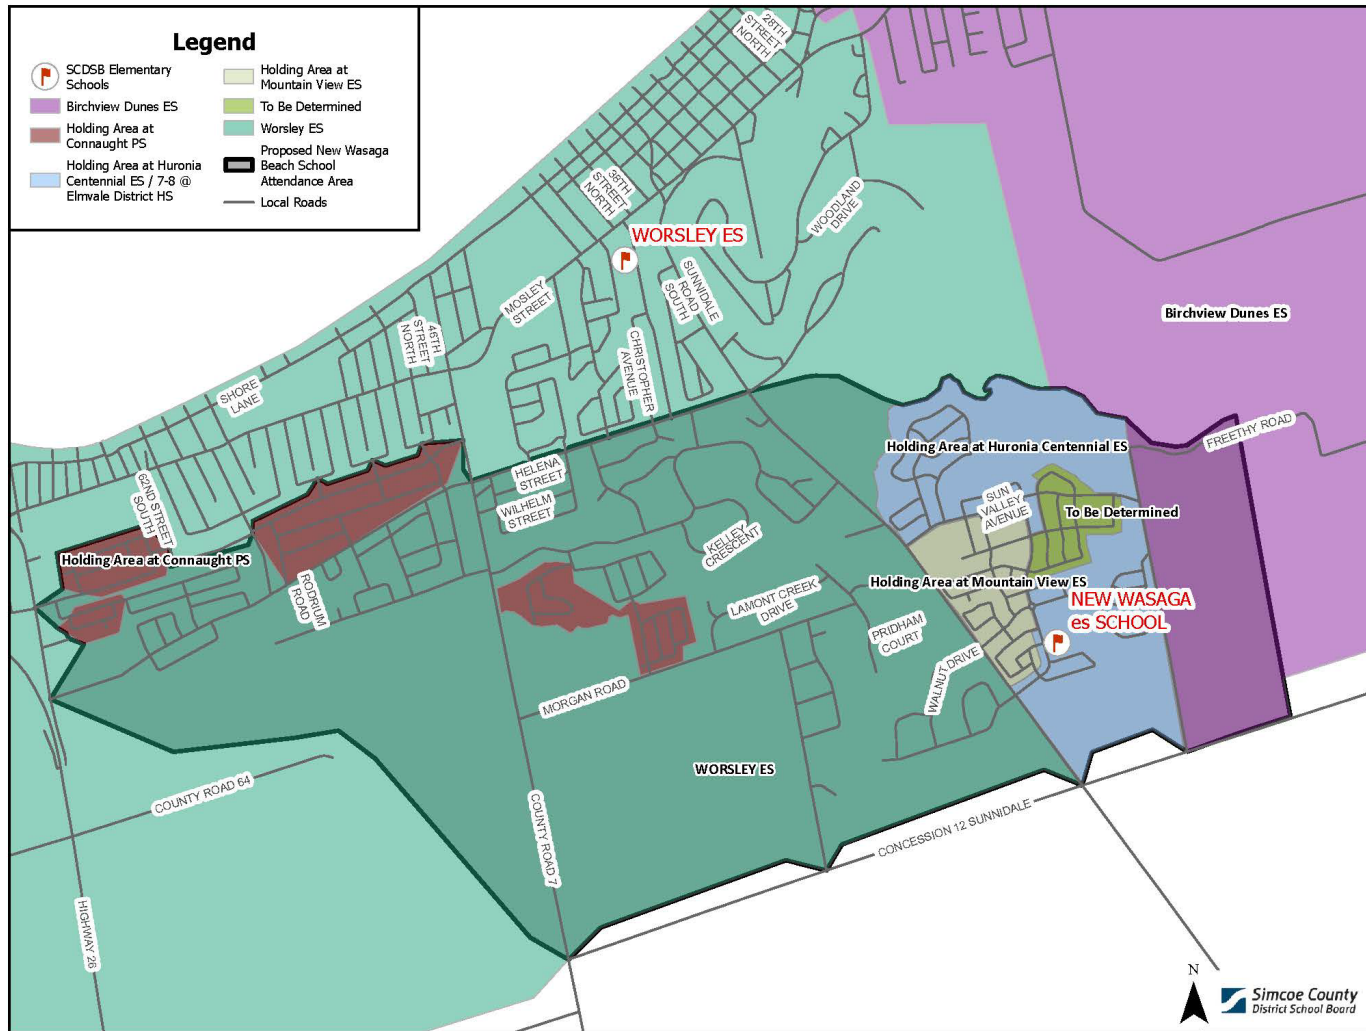 Legend
SCDSB Elementary
Schools
Birchview Dunes ES
Holding Area at
Connaught PS
Holding Area at Huronia
Centennial ES / 7-8 @
Elmvale District HS
Holding Area at
Mountain View ES
To Be Determined
Worsley ES
Proposed New Wasaga
Beach School
Attendance Area
Local Roads
28TH
STREET
NORTH
38TH
STREET
NORTH
WOODLAND
DRIVE
WORSLEY ES
SUNNIDALE
ROAD
SOUTH
MOSLEY
STREET
46TH
STREET
NORTH
CHRISTOPHER
AVENUE
SHORE
LANE
Birchview Dunes ES
FREETHY ROAD
Holding Area at Huronia Centennial ES
HELENA
STREET
WILHELM
STREET
62ND STREET
SOUTH
SUN
VALLEY
AVENUE
To Be Determined
KELLEY
CRESCENT
Holding Area at Connaught PS
Holding Area at Mountain View ES
RODRIUM
ROAD
LAMONT CREEK
DRIVE
NEW WASAGA
es SCHOOL
PRIDHAM
COURT
WALNUT DRIVE
MORGAN ROAD
WORSLEY ES
COUNTY ROAD 64
COUNTY ROAD 7
CONCESSION 12 SUNNIDALE
HIGHWAY 26
N
Simcoe County
District School Board